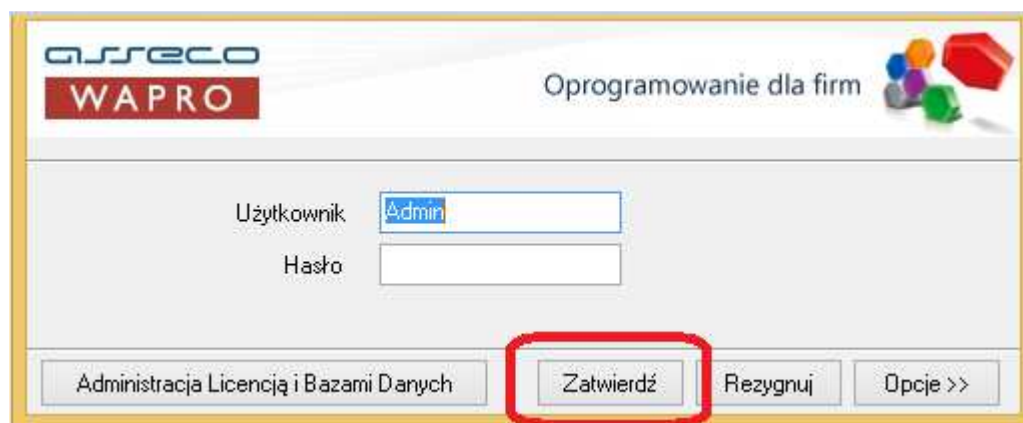 asseco
WAPRO
Oprogramowanie dla firm
Użytkownik Admin
Hasło
Administracja Licencją i Bazami Danych Zatwierdź Rezygnuj Opcje >>